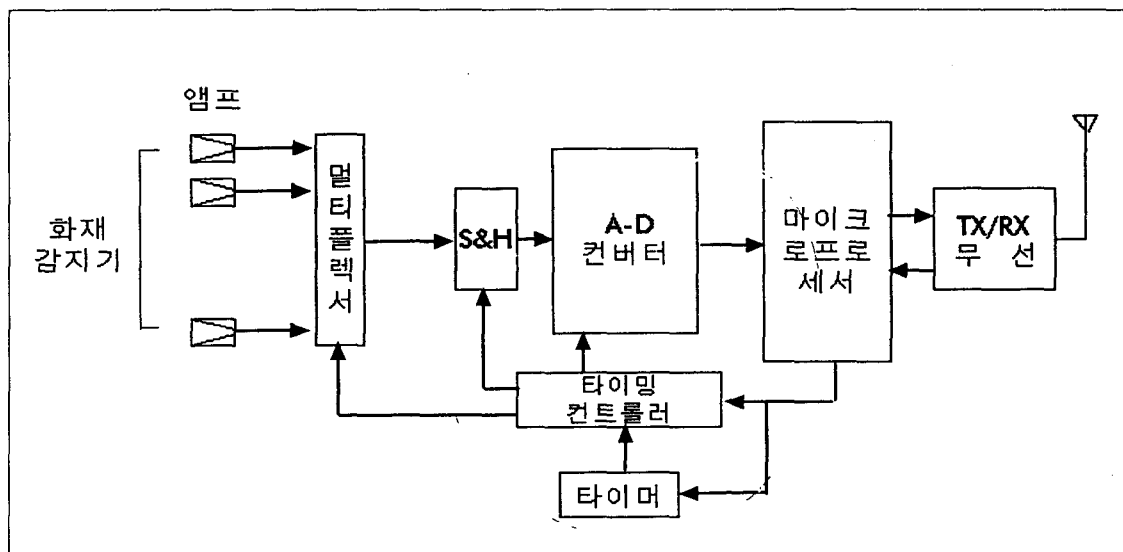 앰프
화재
감지기
멀
티
플
렉
서
S&H
A-D
컨버터
마이크
로프로
세서
TX/RX
무 선
타이밍
컨트롤러
타이머